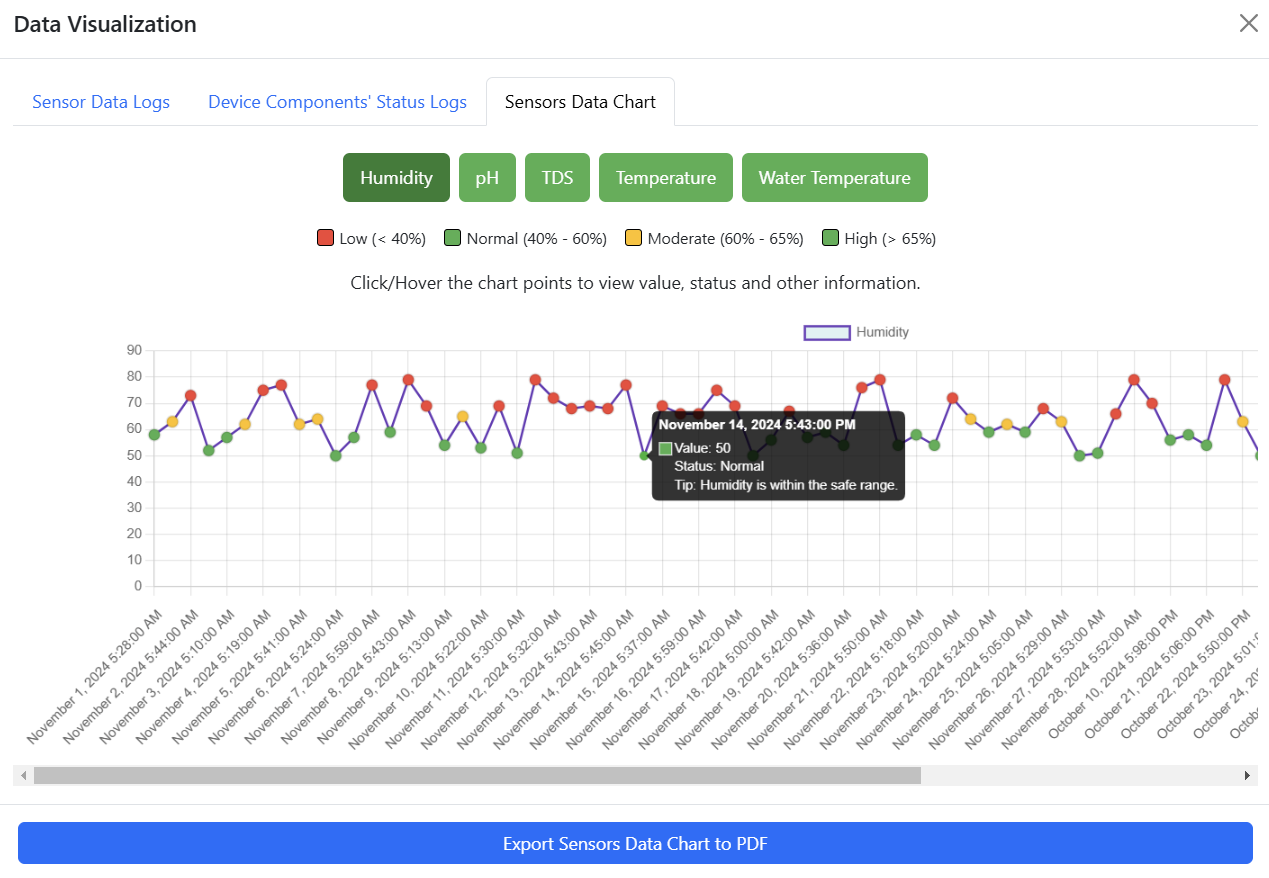 Data Visualization
Sensor Data Logs
Device Components' Status Logs
Sensors Data Chart
Humidity
pH
TDS
Temperature
Water Temperature
Low (< 40%)
Normal (40% - 60%)
Moderate (60% - 65%)
High (> 65%)
Click/Hover the chart points to view value, status and other information.
Humidity
90
80
70
60
50
40
30
20
10
0
November 14, 2024 5:43:00 PM
Value: 50
Status: Normal
Tip: Humidity is within the safe range.
November 1, 2024 5:28:00 AM
November 2, 2024 5:44:00 AM
November 3, 2024 5:10:00 AM
November 4, 2024 5:19:00 AM
November 5, 2024 5:41:00 AM
November 6, 2024 5:24:00 AM
November 7, 2024 5:59:00 AM
November 8, 2024 5:43:00 AM
November 9, 2024 5:13:00 AM
November 10, 2024 5:22:00 AM
November 11, 2024 5:30:00 AM
November 12, 2024 5:32:00 AM
November 13, 2024 5:43:00 AM
November 14, 2024 5:45:00 AM
November 15, 2024 5:37:00 AM
November 16, 2024 5:59:00 AM
November 17, 2024 5:42:00 AM
November 18, 2024 5:00:00 AM
November 19, 2024 5:42:00 AM
November 20, 2024 5:36:00 AM
November 21, 2024 5:50:00 AM
November 22, 2024 5:18:00 AM
November 23, 2024 5:20:00 AM
November 24, 2024 5:24:00 AM
November 25, 2024 5:05:00 AM
November 26, 2024 5:29:00 AM
November 27, 2024 5:53:00 AM
November 28, 2024 5:52:00 AM
October 10, 2024 5:98:00 PM
October 21, 2024 5:06:00 PM
October 22, 2024 5:50:00 PM
October 23, 2024 5:01:
October 24,
Octo
Export Sensors Data Chart to PDF